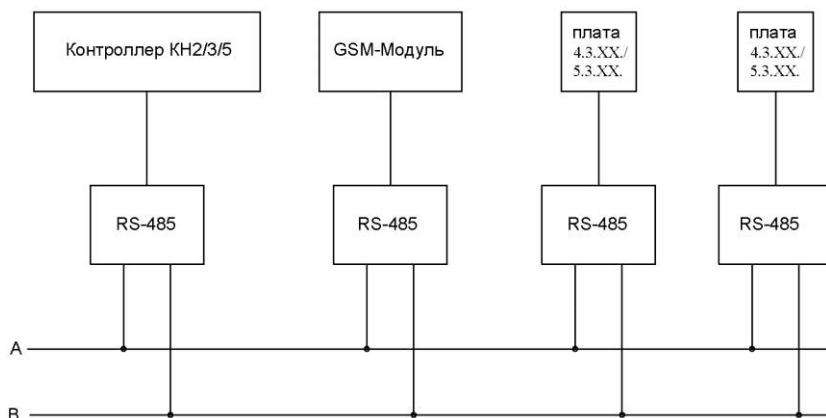 Контроллер КН2/3/5
GSM-Модуль
плата
4.3.XX./
5.3.XX.
плата
4.3.XX./
5.3.XX.
RS-485
RS-485
RS-485
RS-485
A
B